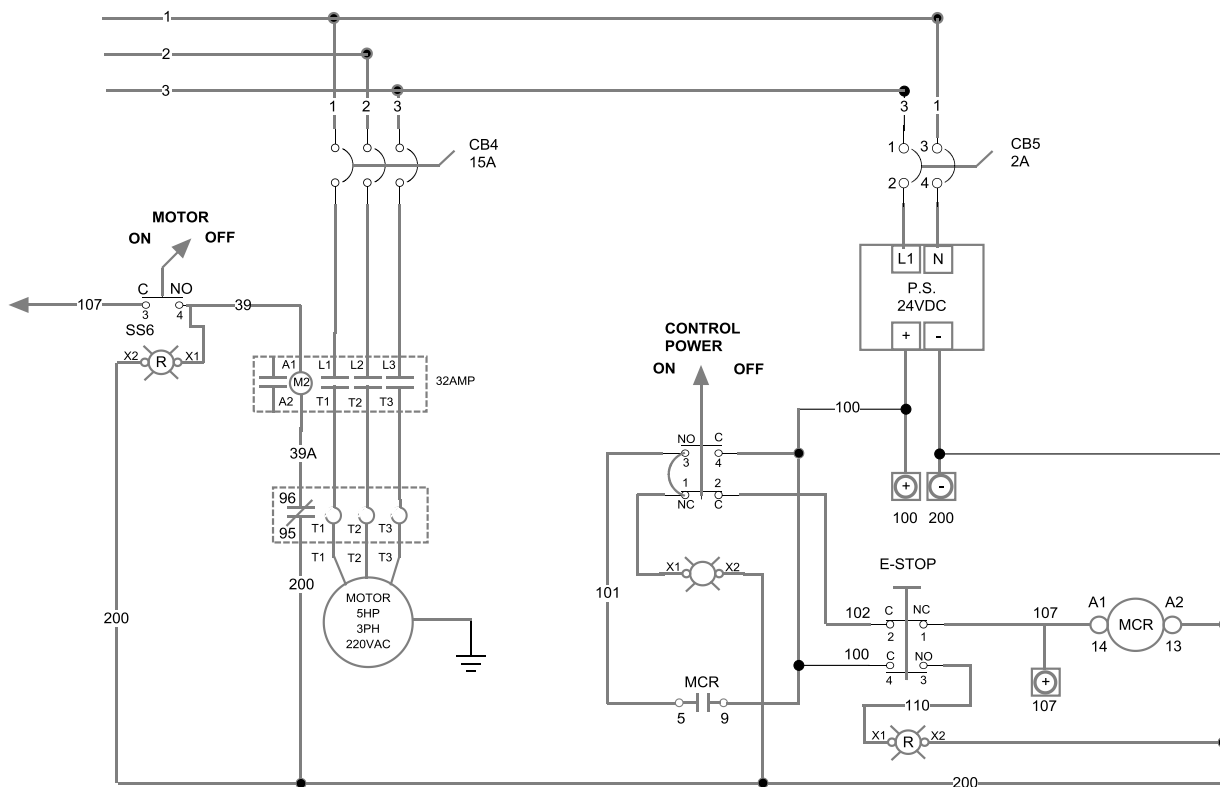 1
2
3
1 2 3
3 1
CB4
15A
1 3
CB5
2A
2 4
MOTOR
ON OFF
L1 N
P.S.
24VDC
+ -
C NO
107 39
3 4
SS6
X2 R X1
CONTROL
POWER
ON OFF
A1 L1 L2 L3
M2
32AMP
A2 T1 T2 T3
100
NO C
3 4
39A
1 2
NC C
+ -
100 200
96
95 T1 T2 T3
T1 T2 T3
200
E-STOP
X1 X2
101
MOTOR
5HP
3PH
220VAC
200
102 C NC
2 1
107
A1 A2
MCR
14 13
100 C NO
4 3
+
107
MCR
5 9
110
X1 R X2
200